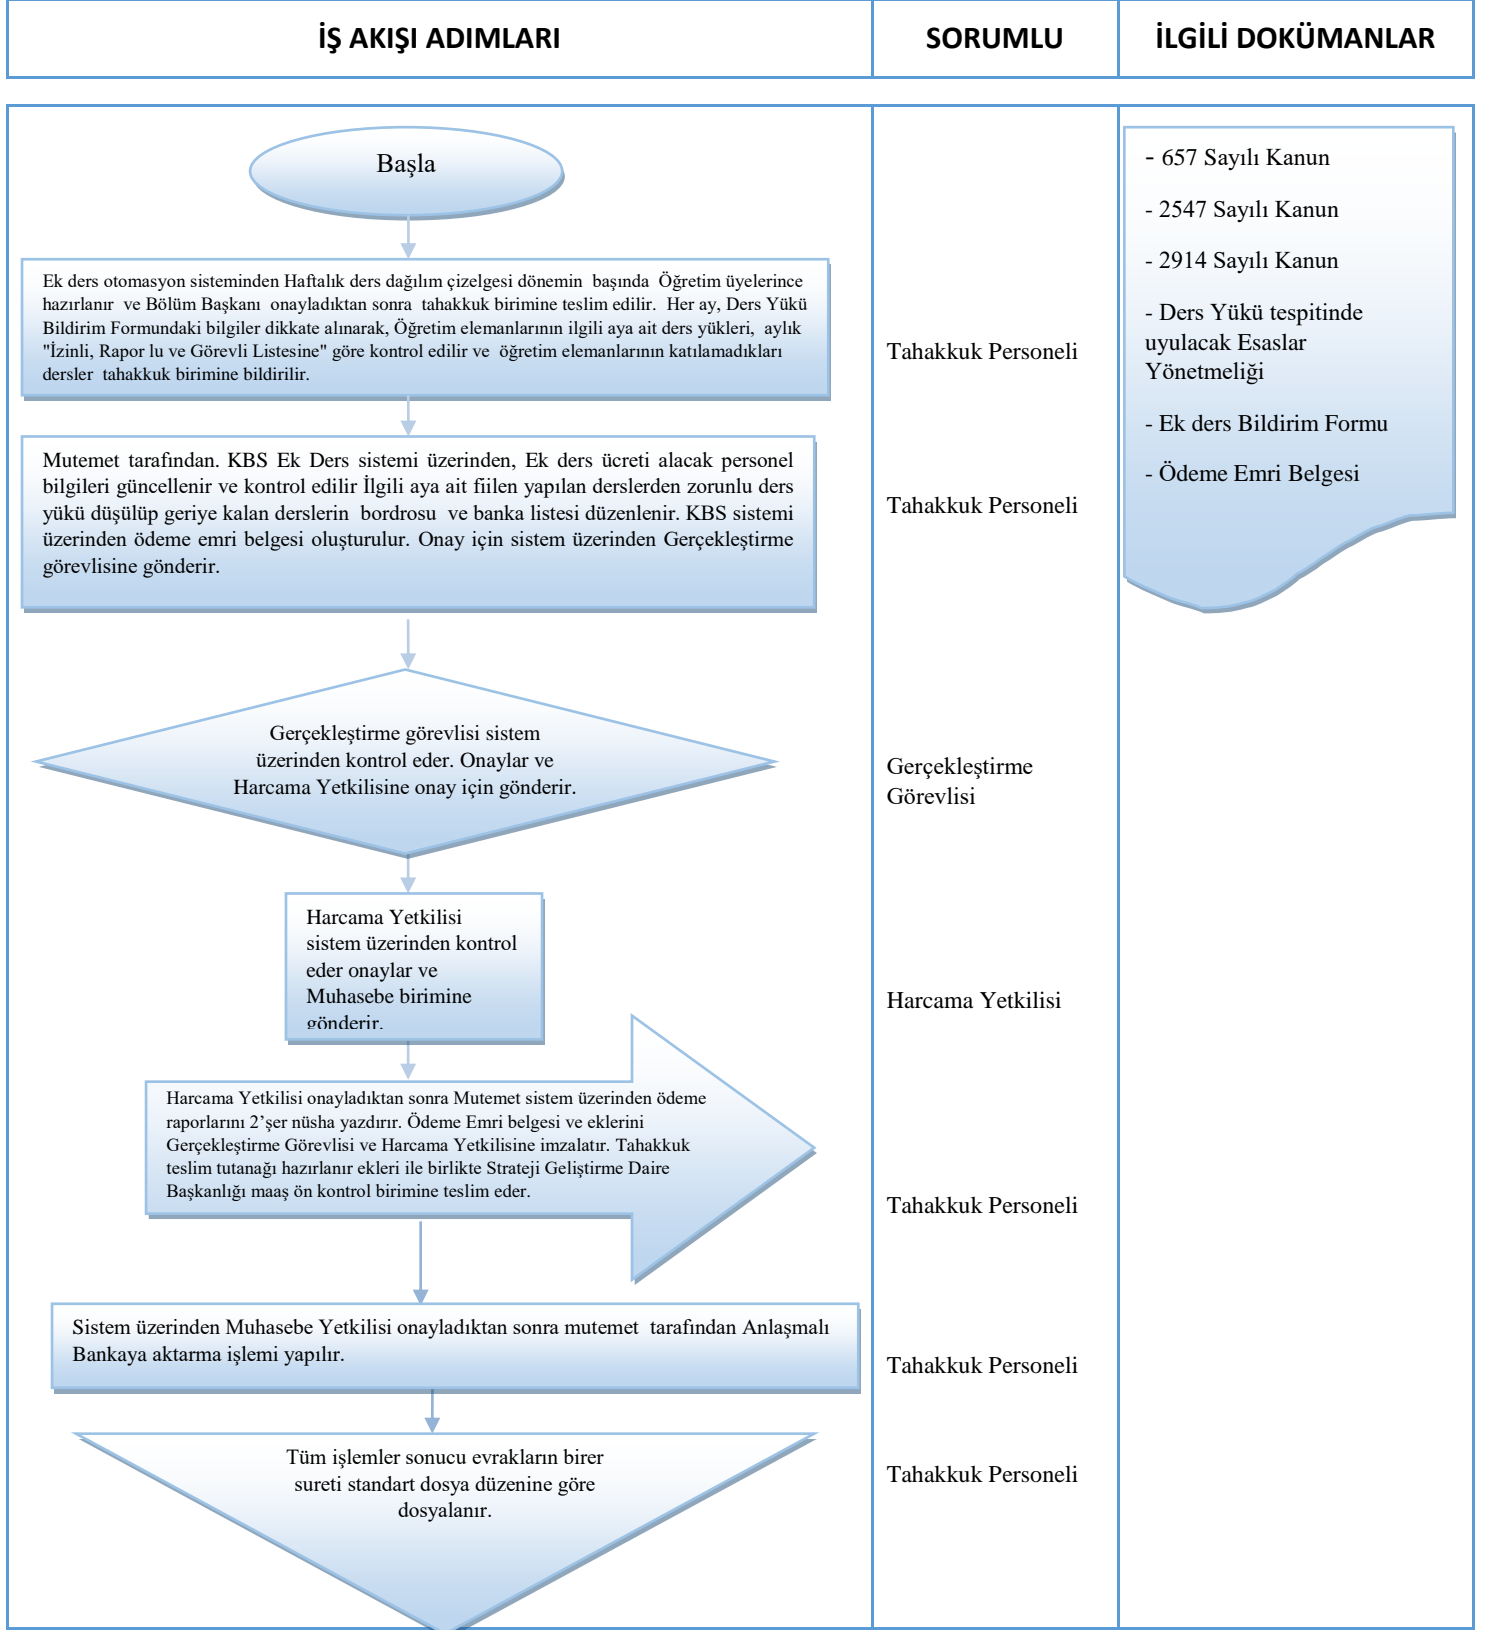 İŞ AKIŞI ADIMLARI
SORUMLU
İLGİLİ DOKÜMANLAR
Başla
Ek ders otomasyon sisteminden Haftalık ders dağılım çizelgesi dönemin başında Öğretim üyelerince
hazırlanır ve Bölüm Başkanı onayladıktan sonra tahakkuk birimine teslim edilir. Her ay, Ders Yükü
Bildirim Formundaki bilgiler dikkate alınarak, Öğretim elemanlarının ilgili aya ait ders yükleri, aylık
"İzinli, Rapor lu ve Görevli Listesine" göre kontrol edilir ve öğretim elemanlarının katılamadıkları
dersler tahakkuk birimine bildirilir.
Tahakkuk Personeli
Mutemet tarafından. KBS Ek Ders sistemi üzerinden, Ek ders ücreti alacak personel
bilgileri güncellenir ve kontrol edilir İlgili aya ait fiilen yapılan derslerden zorunlu ders
yükü düşülüp geriye kalan derslerin bordrosu ve banka listesi düzenlenir. KBS sistemi
üzerinden ödeme emri belgesi oluşturulur. Onay için sistem üzerinden Gerçekleştirme
görevlisine gönderir.
Tahakkuk Personeli
Gerçekleştirme görevlisi sistem
üzerinden kontrol eder. Onaylar ve
Harcama Yetkilisine onay için gönderir.
Gerçekleştirme
Görevlisi
Harcama Yetkilisi
sistem üzerinden kontrol
eder onaylar ve
Muhasebe birimine
gönderir.
Harcama Yetkilisi
Harcama Yetkilisi onayladıktan sonra Mutemet sistem üzerinden ödeme
raporlarını 2’şer nüsha yazdırır. Ödeme Emri belgesi ve eklerini
Gerçekleştirme Görevlisi ve Harcama Yetkilisine imzalatır. Tahakkuk
teslim tutanağı hazırlanır ekleri ile birlikte Strateji Geliştirme Daire
Başkanlığı maaş ön kontrol birimine teslim eder.
Tahakkuk Personeli
Sistem üzerinden Muhasebe Yetkilisi onayladıktan sonra mutemet tarafından Anlaşmalı
Bankaya aktarma işlemi yapılır.
Tahakkuk Personeli
Tüm işlemler sonucu evrakların birer
sureti standart dosya düzenine göre
dosyalanır.
Tahakkuk Personeli
- 657 Sayılı Kanun
- 2547 Sayılı Kanun
- 2914 Sayılı Kanun
- Ders Yükü tespitinde
uyulacak Esaslar
Yönetmeliği
- Ek ders Bildirim Formu
- Ödeme Emri Belgesi